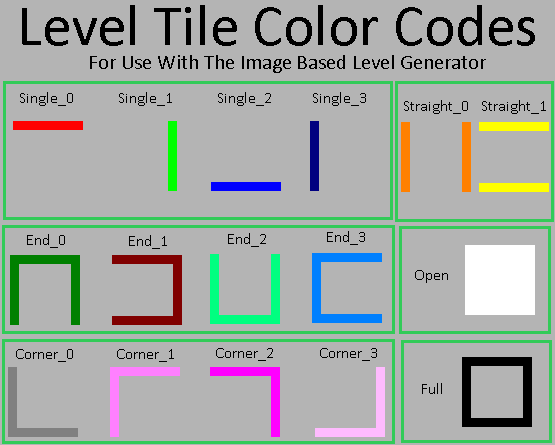 Level Tile Color Codes
For Use With The Image Based Level Generator
Single_0 Single_1 Single_2 Single_3
Straight_0 Straight_1
End_0 End_1 End_2 End_3
Open
Corner_0 Corner_1 Corner_2 Corner_3
Full